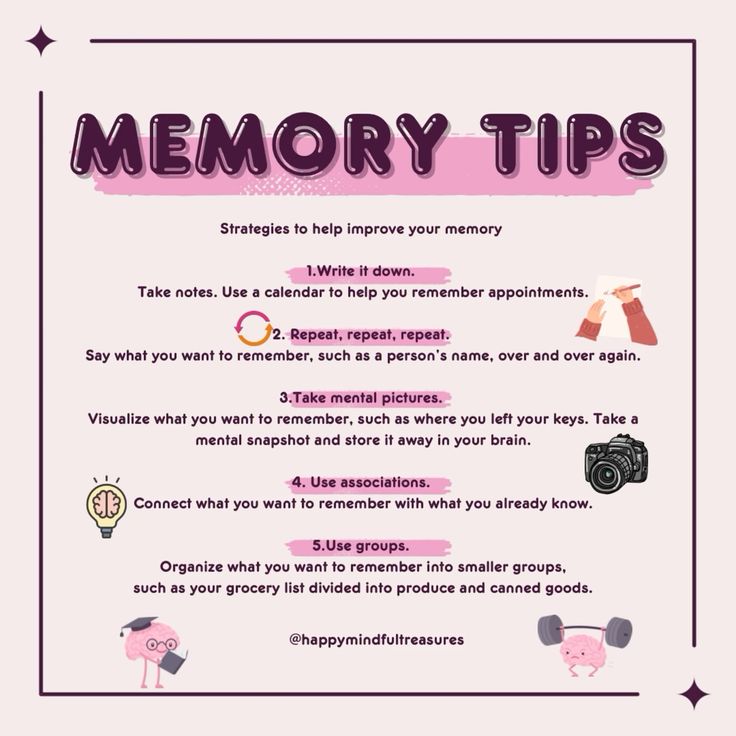 MEMORY TIPS
Strategies to help improve your memory
1.Write it down.
Take notes. Use a calendar to help you remember appointments.
2. Repeat, repeat, repeat.
Say what you want to remember, such as a person's name, over and over again.
3.Take mental pictures.
Visualize what you want to remember, such as where you left your keys. Take a
mental snapshot and store it away in your brain.
4. Use associations.
Connect what you want to remember with what you already know.
5.Use groups.
Organize what you want to remember into smaller groups,
such as your grocery list divided into produce and canned goods.
@happymindfultreasures